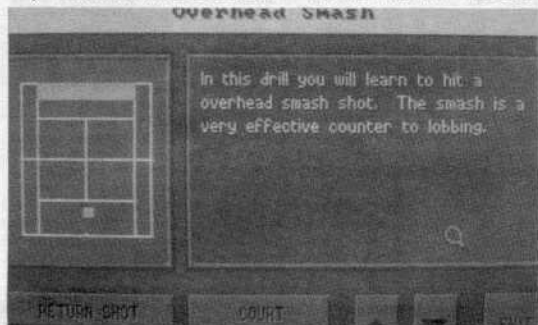 Overhead Smash
In this drill you will learn to hit a
overhead smash shot. The smash is a
very effective counter to lobbing.
RETURN SHOT
COURT
EXIT